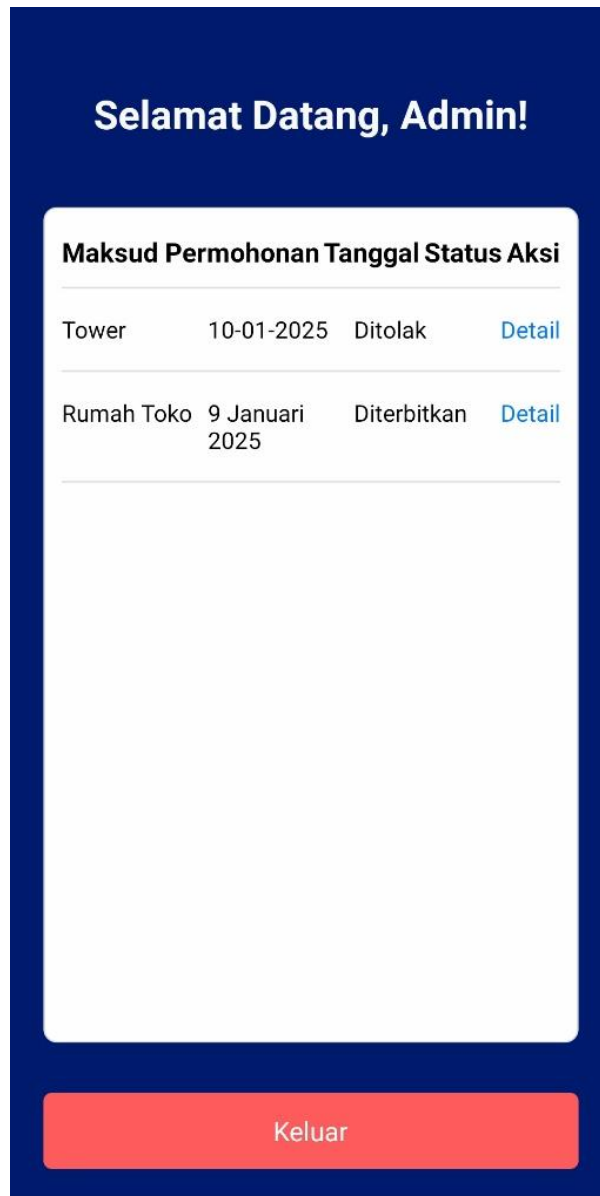 Selamat Datang, Admin!
Maksud Permohonan Tanggal Status Aksi
Tower 10-01-2025 Ditolak Detail
Rumah Toko 9 Januari 2025 Diterbitkan Detail
Keluar